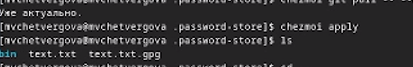 Уже актуально.
[mvchetvergova@mvchetvergova .password-store]$ chezmoi apply
[mvchetvergova@mvchetvergova .password-store]$ ls
bin text.txt text.txt.gpg